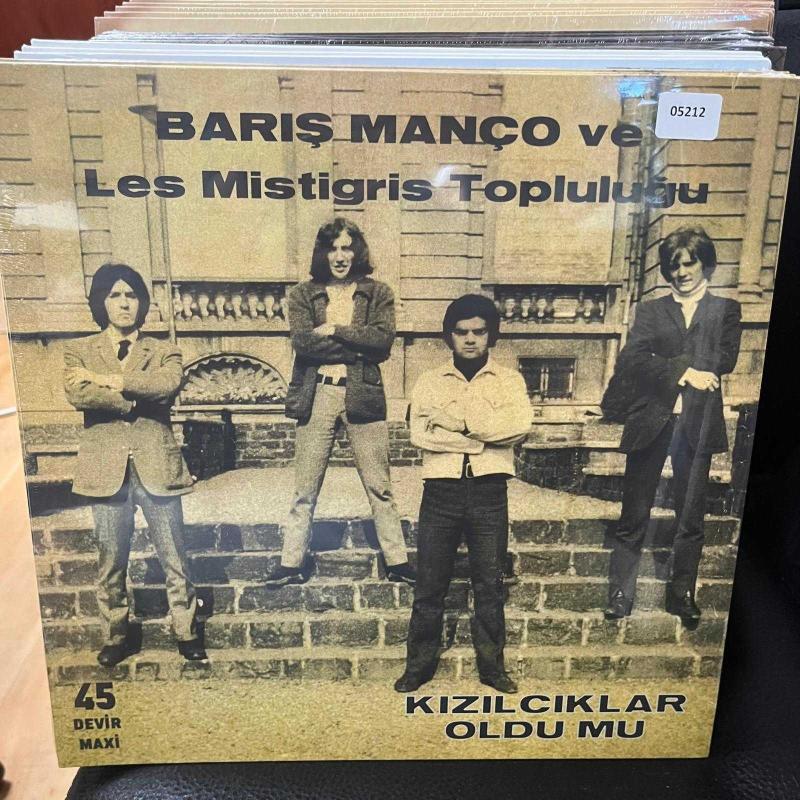 BARIŞ MANÇO ve
05212
Les Mistigris Topluluğu
45
DEVİR
MAXİ
KIZILCIKLAR
OLDU MU